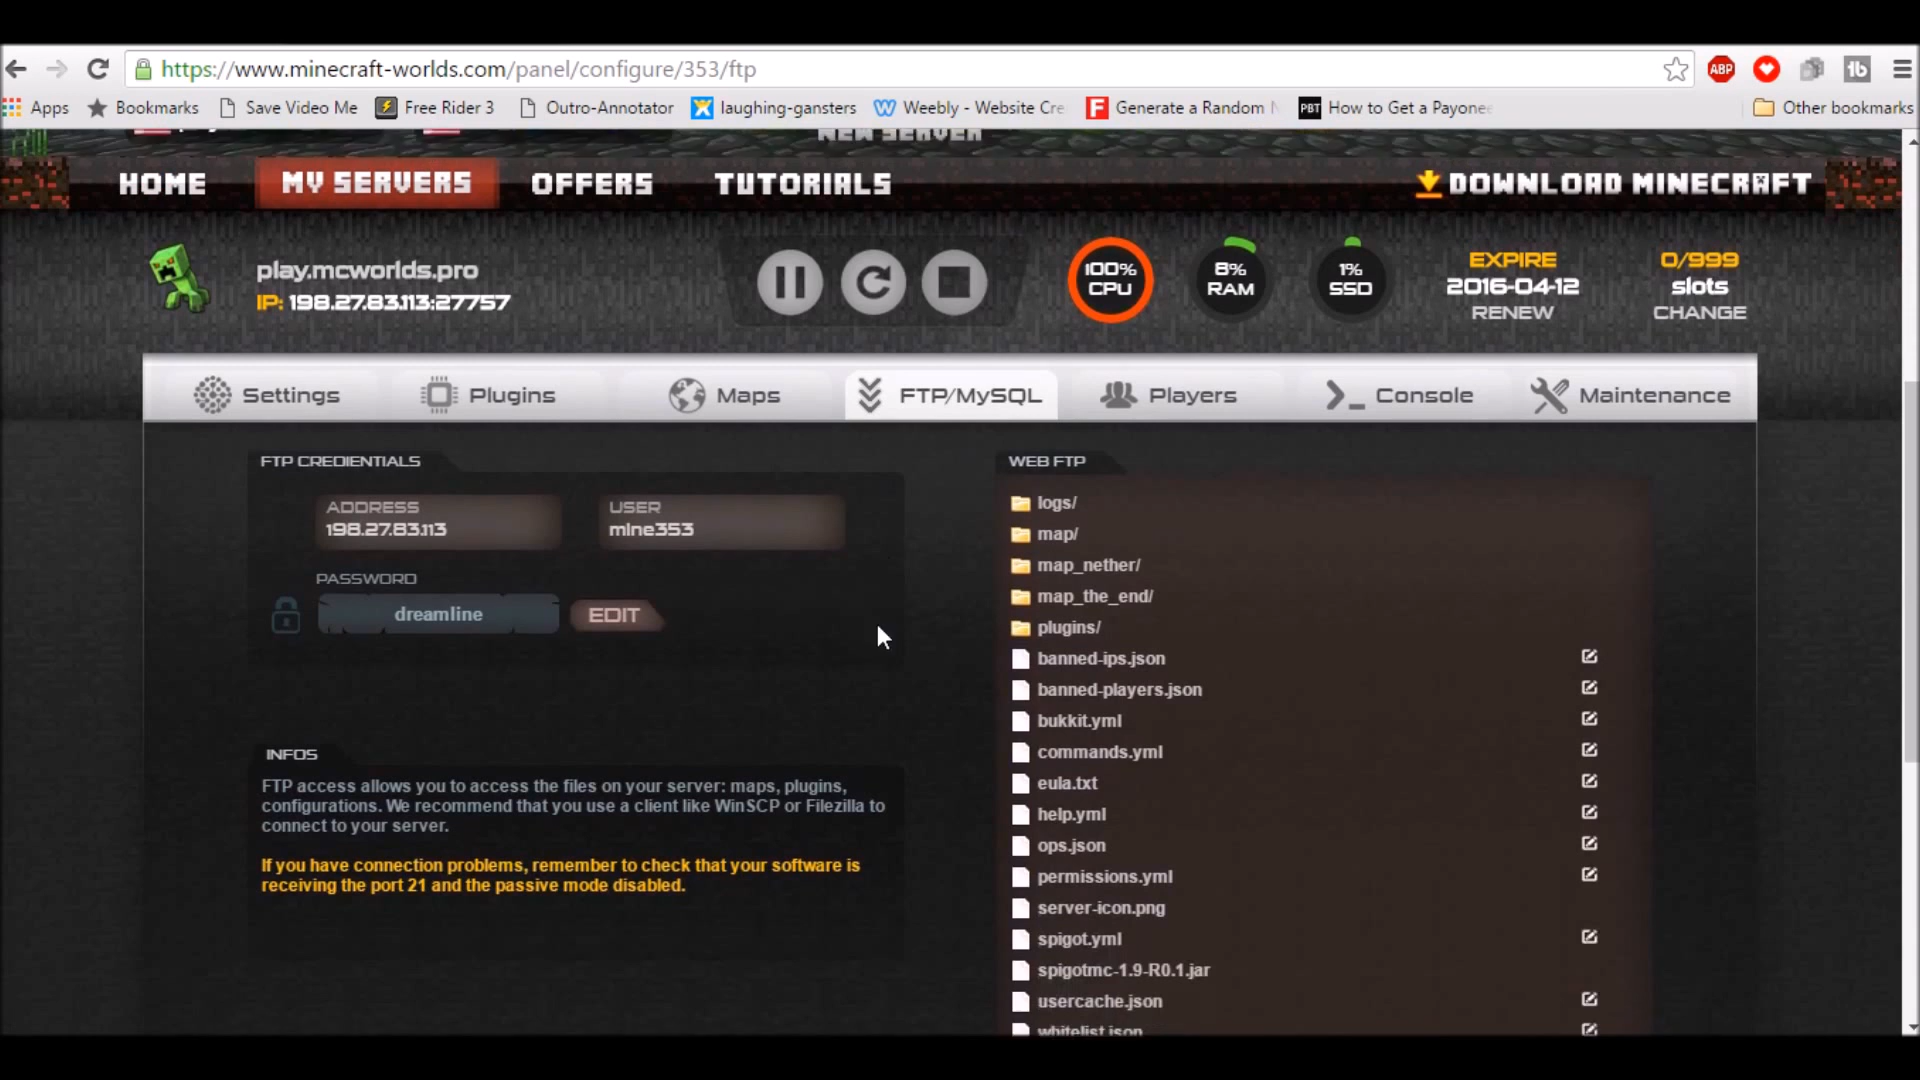 https://www.minecraft-worlds.com/panel/configure/353/ftp
ABP
Apps Bookmarks Save Video Me Free Rider 3 Outro-Annotator laughing-gansters Weebly - Website Cre Generate a Random PBT How to Get a Payone Other bookmarks
NEW SERVER
HOME MY SERVERS OFFERS TUTORIALS DOWNLOAD MINECRAFT
play.mcworlds.pro
IP: 198.27.83.113:27757
100% CPU
8% RAM
1% SSD
EXPIRE
2016-04-12
RENEW
0/999
slots
CHANGE
Settings Plugins Maps FTP/MySQL Players Console Maintenance
FTP CREDIENTIALS
ADDRESS
198.27.83.113
USER
mine353
PASSWORD
dreamline
EDIT
INFOS
FTP access allows you to access the files on your server: maps, plugins,
configurations. We recommend that you use a client like WinSCP or Filezilla to
connect to your server.
If you have connection problems, remember to check that your software is
receiving the port 21 and the passive mode disabled.
WEB FTP
logs/
map/
map_nether/
map_the_end/
plugins/
banned-ips.json
banned-players.json
bukkit.yml
commands.yml
eula.txt
help.yml
ops.json
permissions.yml
server-icon.png
spigot.yml
spigotmc-1.9-R0.1.jar
usercache.json
whitelist.json